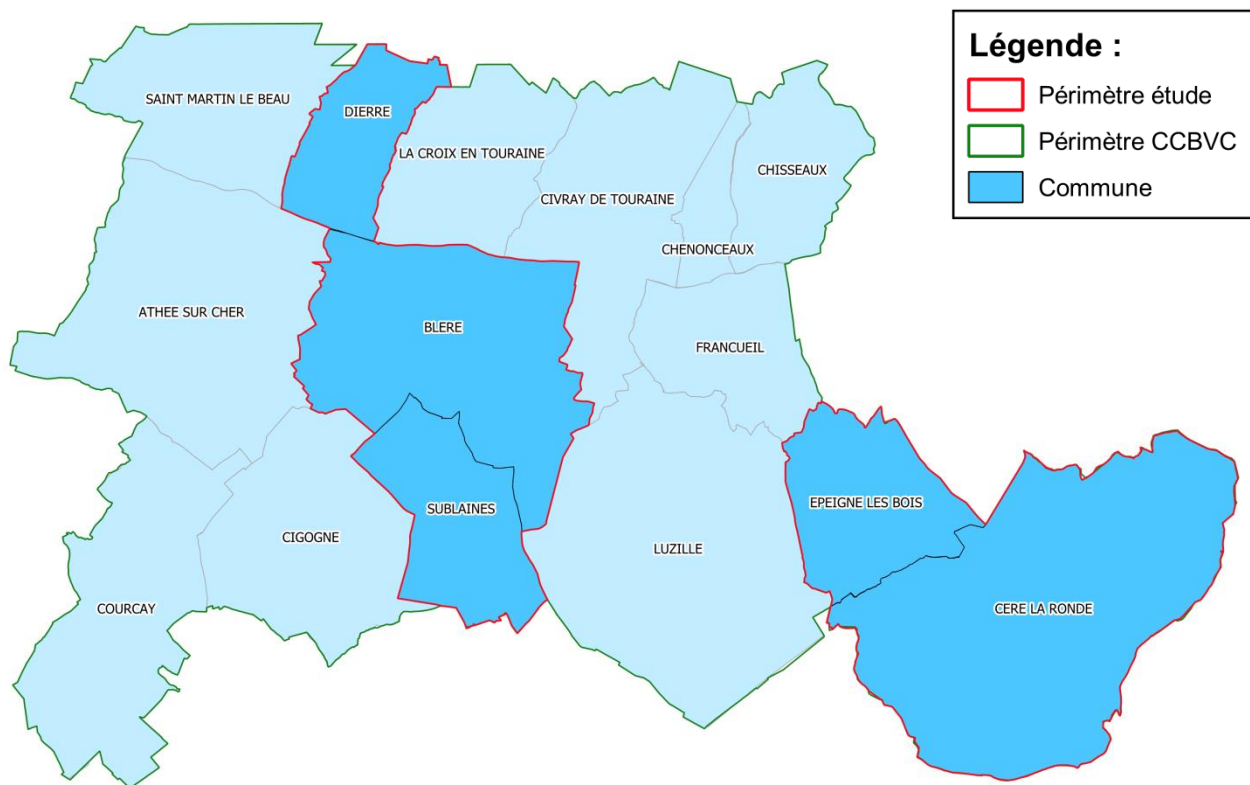 Légende :
Périmètre étude
Périmètre CCBVC
Commune
SAINT MARTIN LE BEAU
DIERRE
LA CROIX EN TOURAINE
CHISSEAUX
CIVRAY DE TOURAINE
CHENONCEAUX
ATHEE SUR CHER
BLERE
FRANCUEIL
EPEIGNE LES BOIS
SUBLAINES
CIGOGNE
LUZILLE
COURCAY
CERE LA RONDE